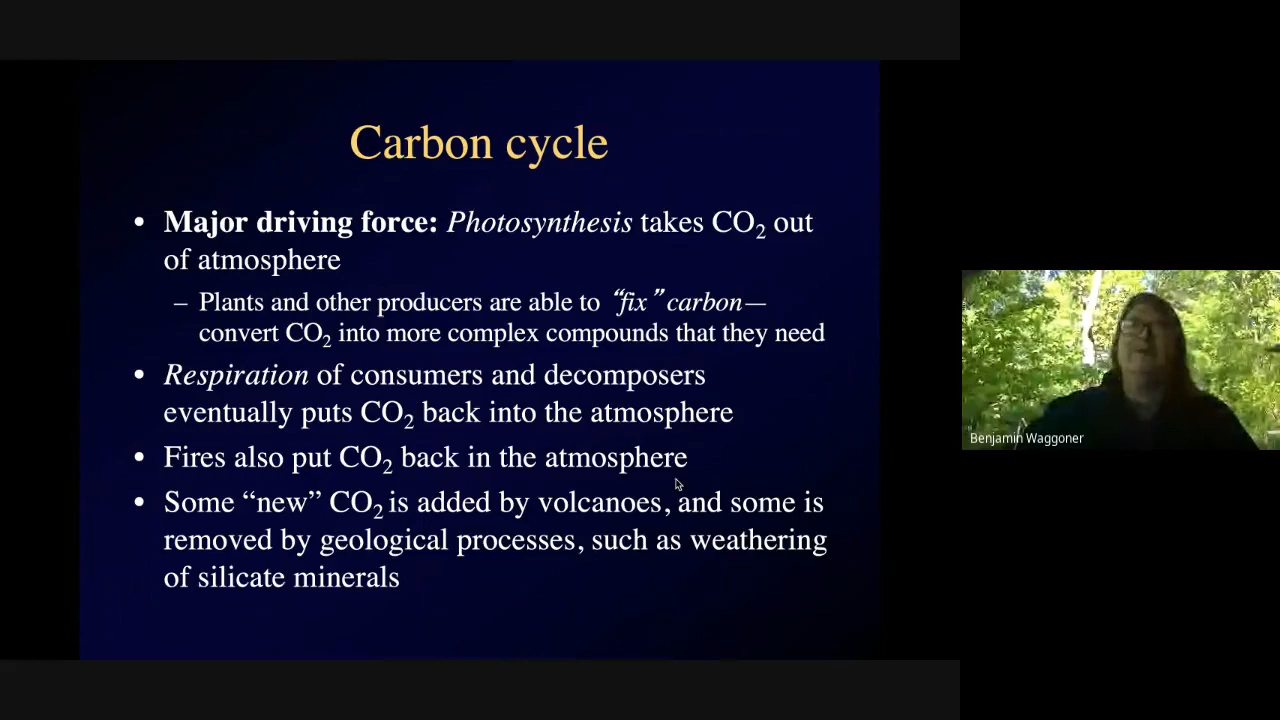 Carbon cycle
• Major driving force: Photosynthesis takes CO₂ out
of atmosphere
– Plants and other producers are able to “fix” carbon—
convert CO₂ into more complex compounds that they need
• Respiration of consumers and decomposers
eventually puts CO₂ back into the atmosphere
• Fires also put CO₂ back in the atmosphere
• Some “new” CO₂ is added by volcanoes, and some is
removed by geological processes, such as weathering
of silicate minerals
Benjamin Waggoner